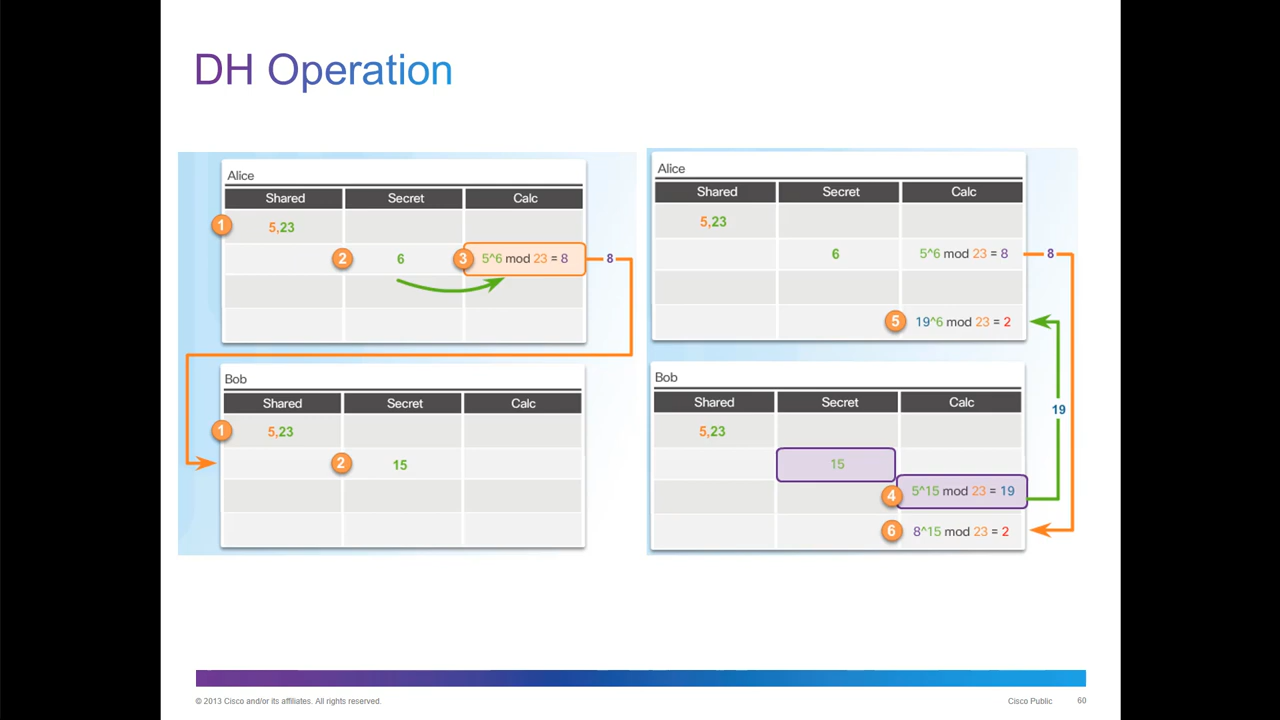 DH Operation
Alice
Shared Secret Calc
1 5,23
2 6 3 5^6 mod 23 = 8 8
Bob
Shared Secret Calc
1 5,23
2 15
Alice
Shared Secret Calc
5,23
6 5^6 mod 23 = 8 8
5 19^6 mod 23 = 2
19
Bob
Shared Secret Calc
5,23
15
4 5^15 mod 23 = 19
6 8^15 mod 23 = 2
© 2013 Cisco and/or its affiliates. All rights reserved. Cisco Public 60